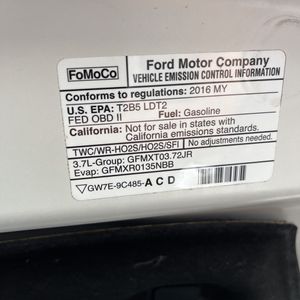 FoMoCo
Ford Motor Company
VEHICLE EMISSION CONTROL INFORMATION
Conforms to regulations: 2016 MY
U.S. EPA: T2B5 LDT2
FED OBD II Fuel: Gasoline
California: Not for sale in states with
California emissions standards.
TWC/WR-HO2S/HO2S/SFI No adjustments needed.
3.7L-Group: GFMXT03.72JR
Evap: GFMXR0135NBB
GW7E-9C485-A C D